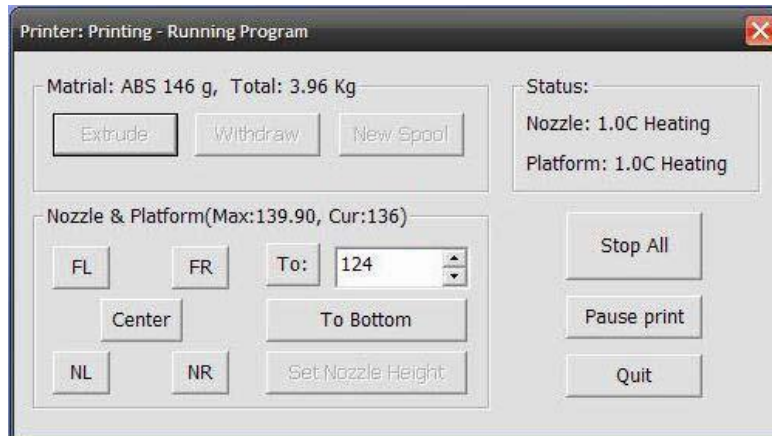 Printer: Printing - Running Program
Matrial: ABS 146 g, Total: 3.96 Kg
Extrude
Withdraw
New Spool
Status:
Nozzle: 1.0C Heating
Platform: 1.0C Heating
Nozzle & Platform(Max:139.90, Cur:136)
FL
FR
To:
124
Center
To Bottom
NL
NR
Set Nozzle Height
Stop All
Pause print
Quit